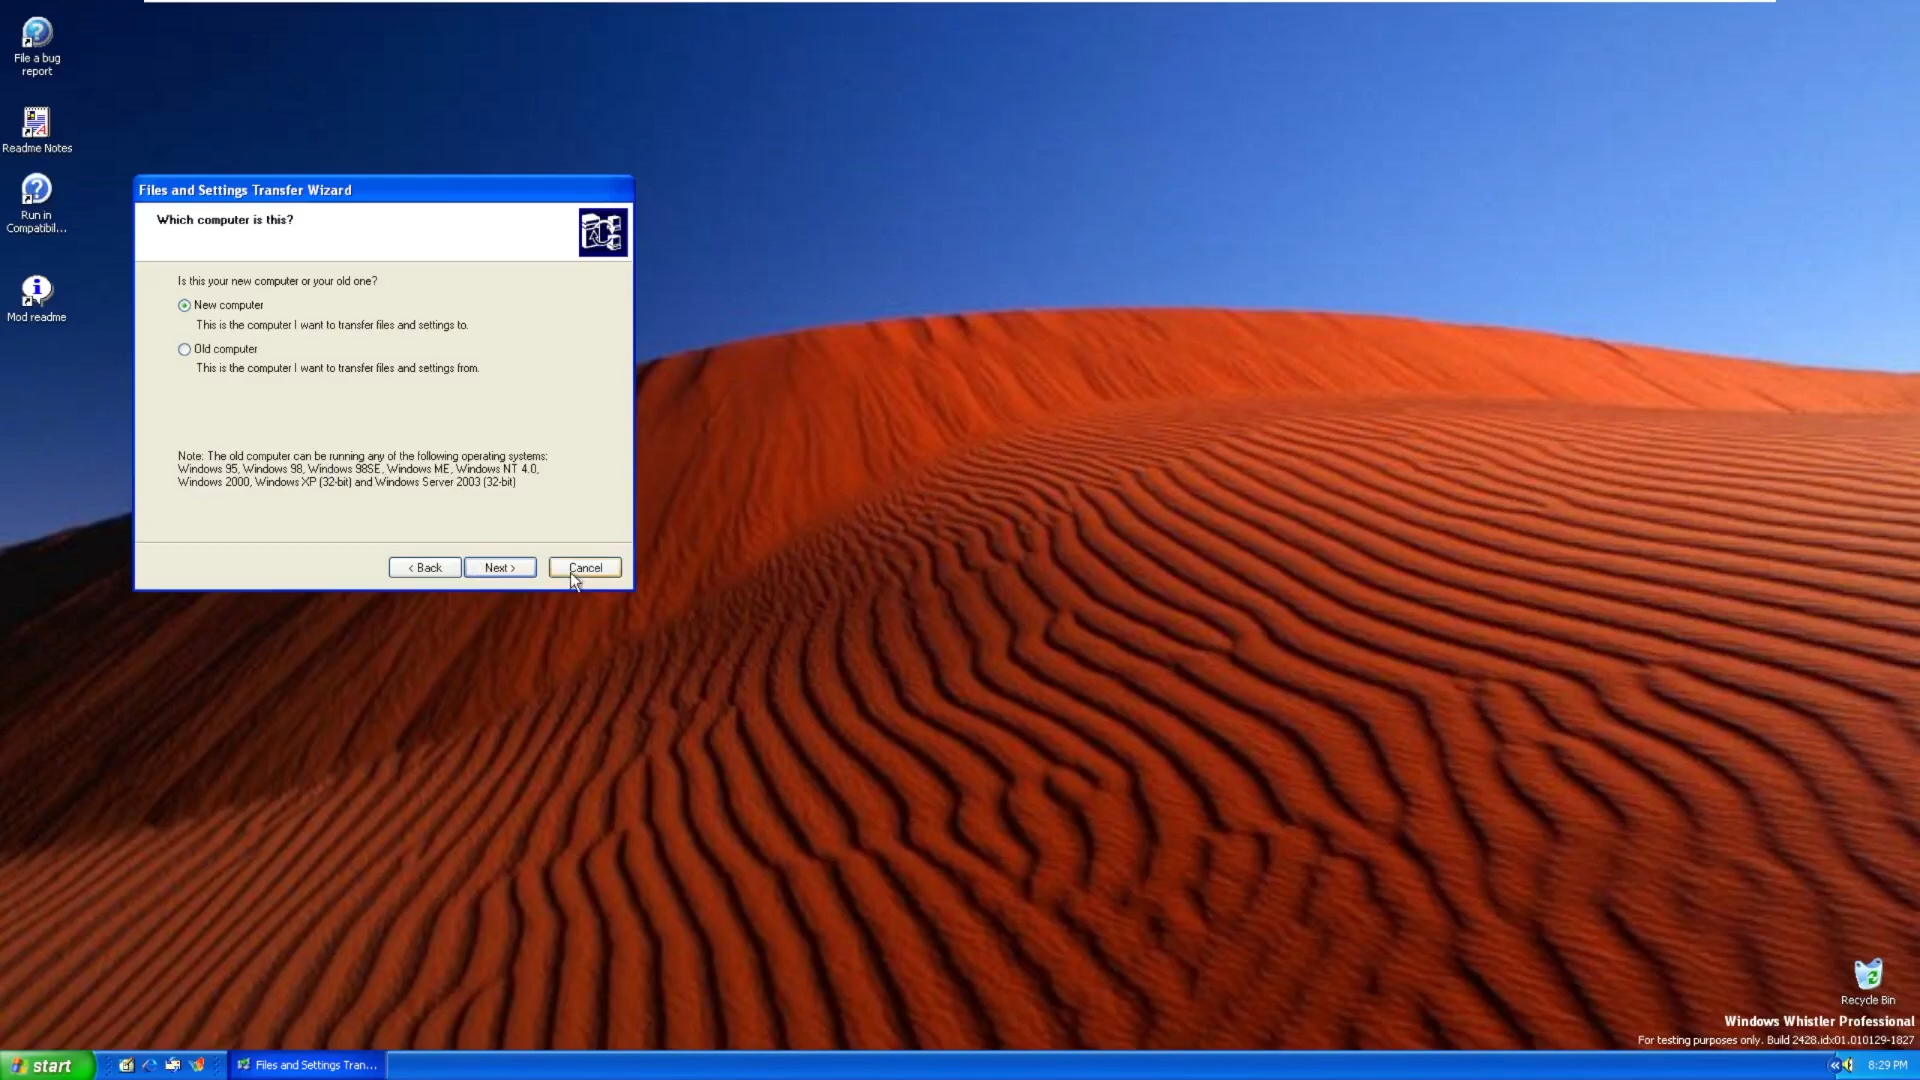 File a bug
report
Readme Notes
Run in
Compatibil...
Mod readme
Files and Settings Transfer Wizard
Which computer is this?
Is this your new computer or your old one?
New computer
This is the computer I want to transfer files and settings to.
Old computer
This is the computer I want to transfer files and settings from.
Note: The old computer can be running any of the following operating systems:
Windows 95, Windows 98, Windows 98SE, Windows ME, Windows NT 4.0,
Windows 2000, Windows XP (32-bit) and Windows Server 2003 (32-bit)
< Back
Next >
Cancel
Recycle Bin
Windows Whistler Professional
For testing purposes only. Build 2428.idx01.010129-1827
start
Files and Settings Tran...
8:29 PM